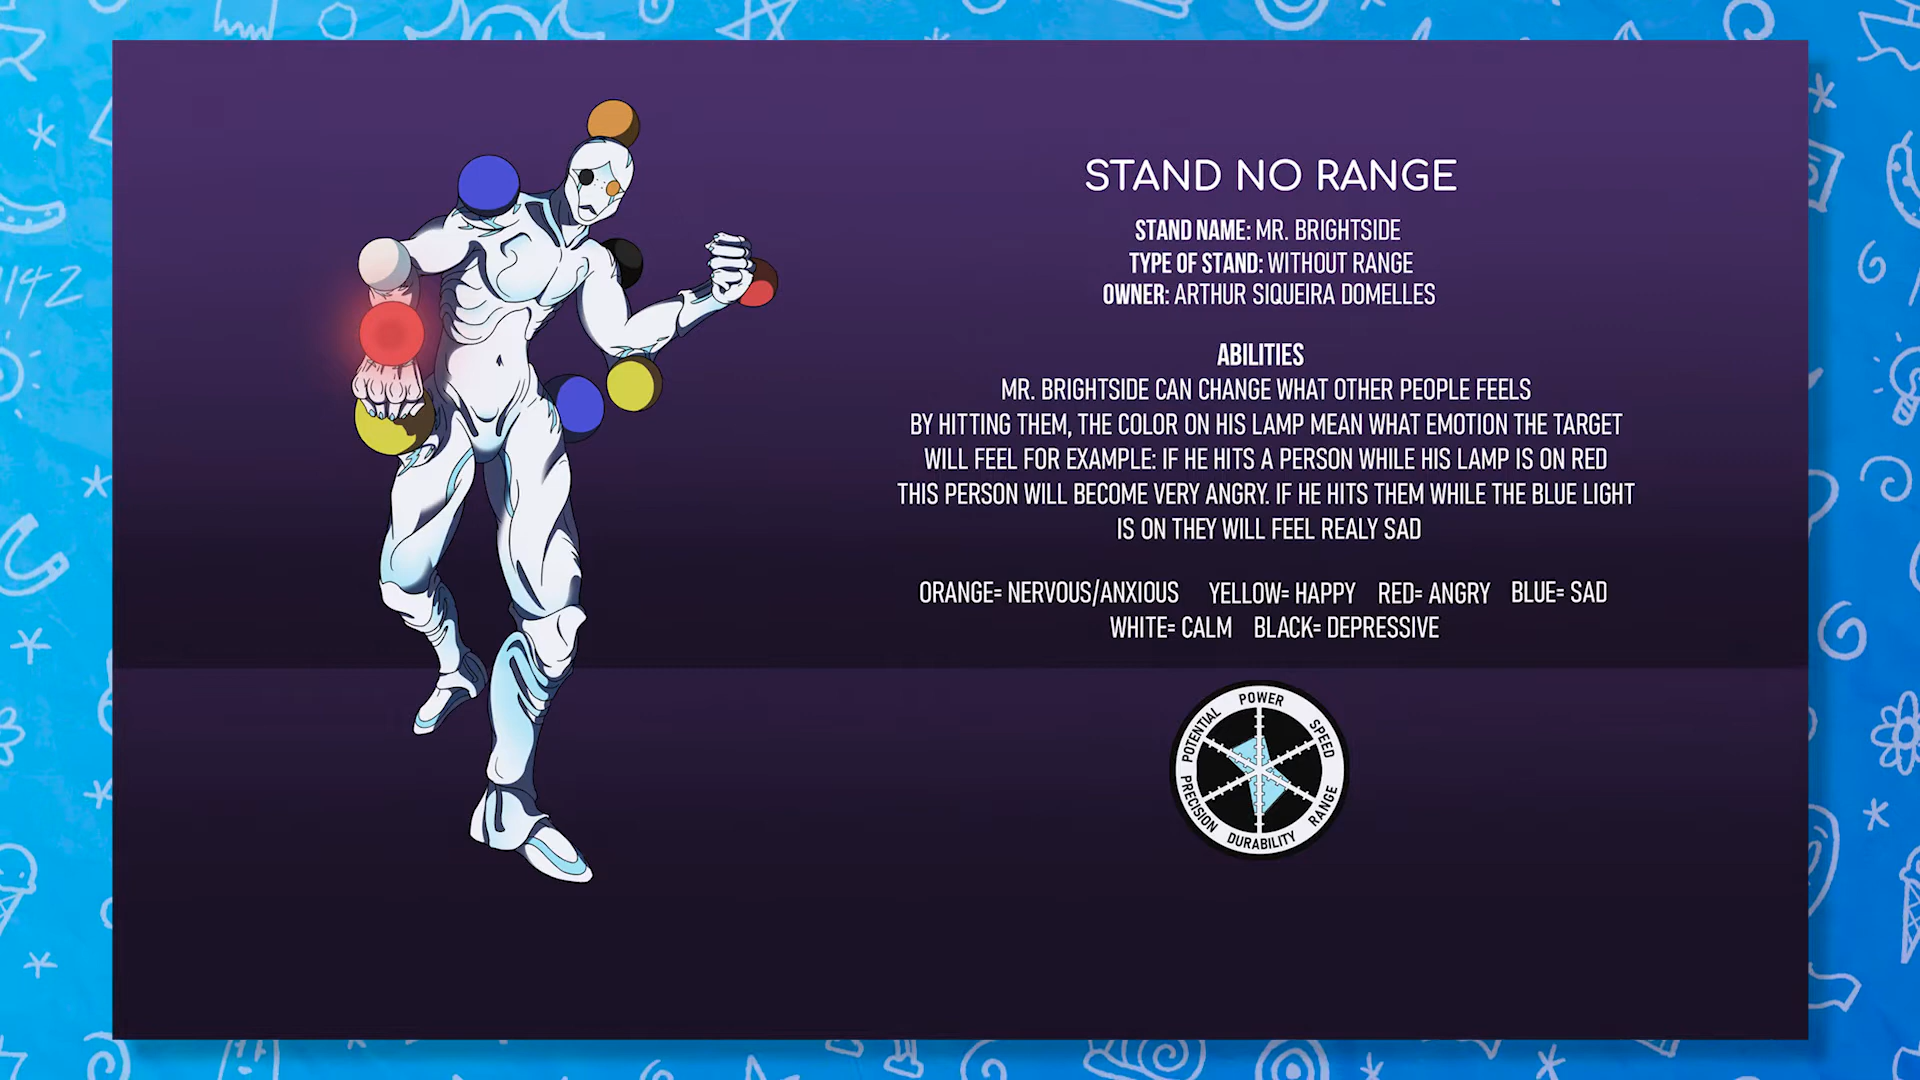 STAND NO RANGE
STAND NAME: MR. BRIGHTSIDE
TYPE OF STAND: WITHOUT RANGE
OWNER: ARTHUR SIQUEIRA DOMELLES
ABILITIES
MR. BRIGHTSIDE CAN CHANGE WHAT OTHER PEOPLE FEELS
BY HITTING THEM, THE COLOR ON HIS LAMP MEAN WHAT EMOTION THE TARGET
WILL FEEL FOR EXAMPLE: IF HE HITS A PERSON WHILE HIS LAMP IS ON RED
THIS PERSON WILL BECOME VERY ANGRY. IF HE HITS THEM WHILE THE BLUE LIGHT
IS ON THEY WILL FEEL REALY SAD
ORANGE= NERVOUS/ANXIOUS YELLOW= HAPPY RED= ANGRY BLUE= SAD
WHITE= CALM BLACK= DEPRESSIVE
POWER
SPEED
RANGE
DURABILITY
PRECISION
POTENTIAL